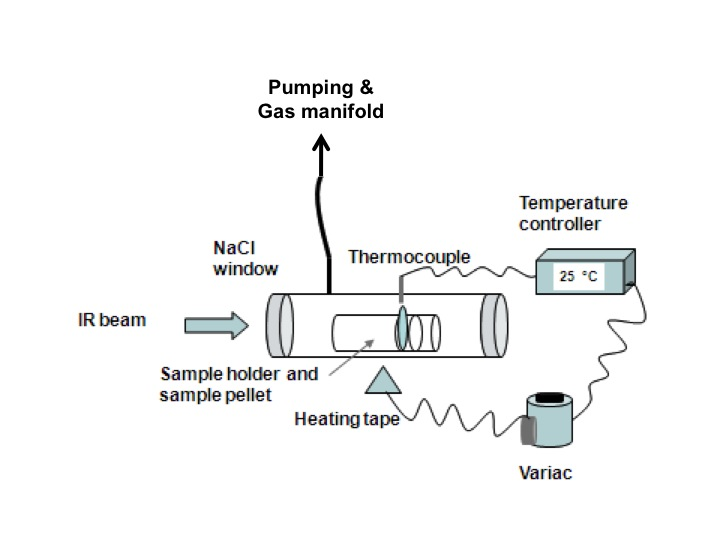 Pumping &
Gas manifold
Temperature
controller
NaCl
window
Thermocouple
25 °C
IR beam
Sample holder and
sample pellet
Heating tape
Variac